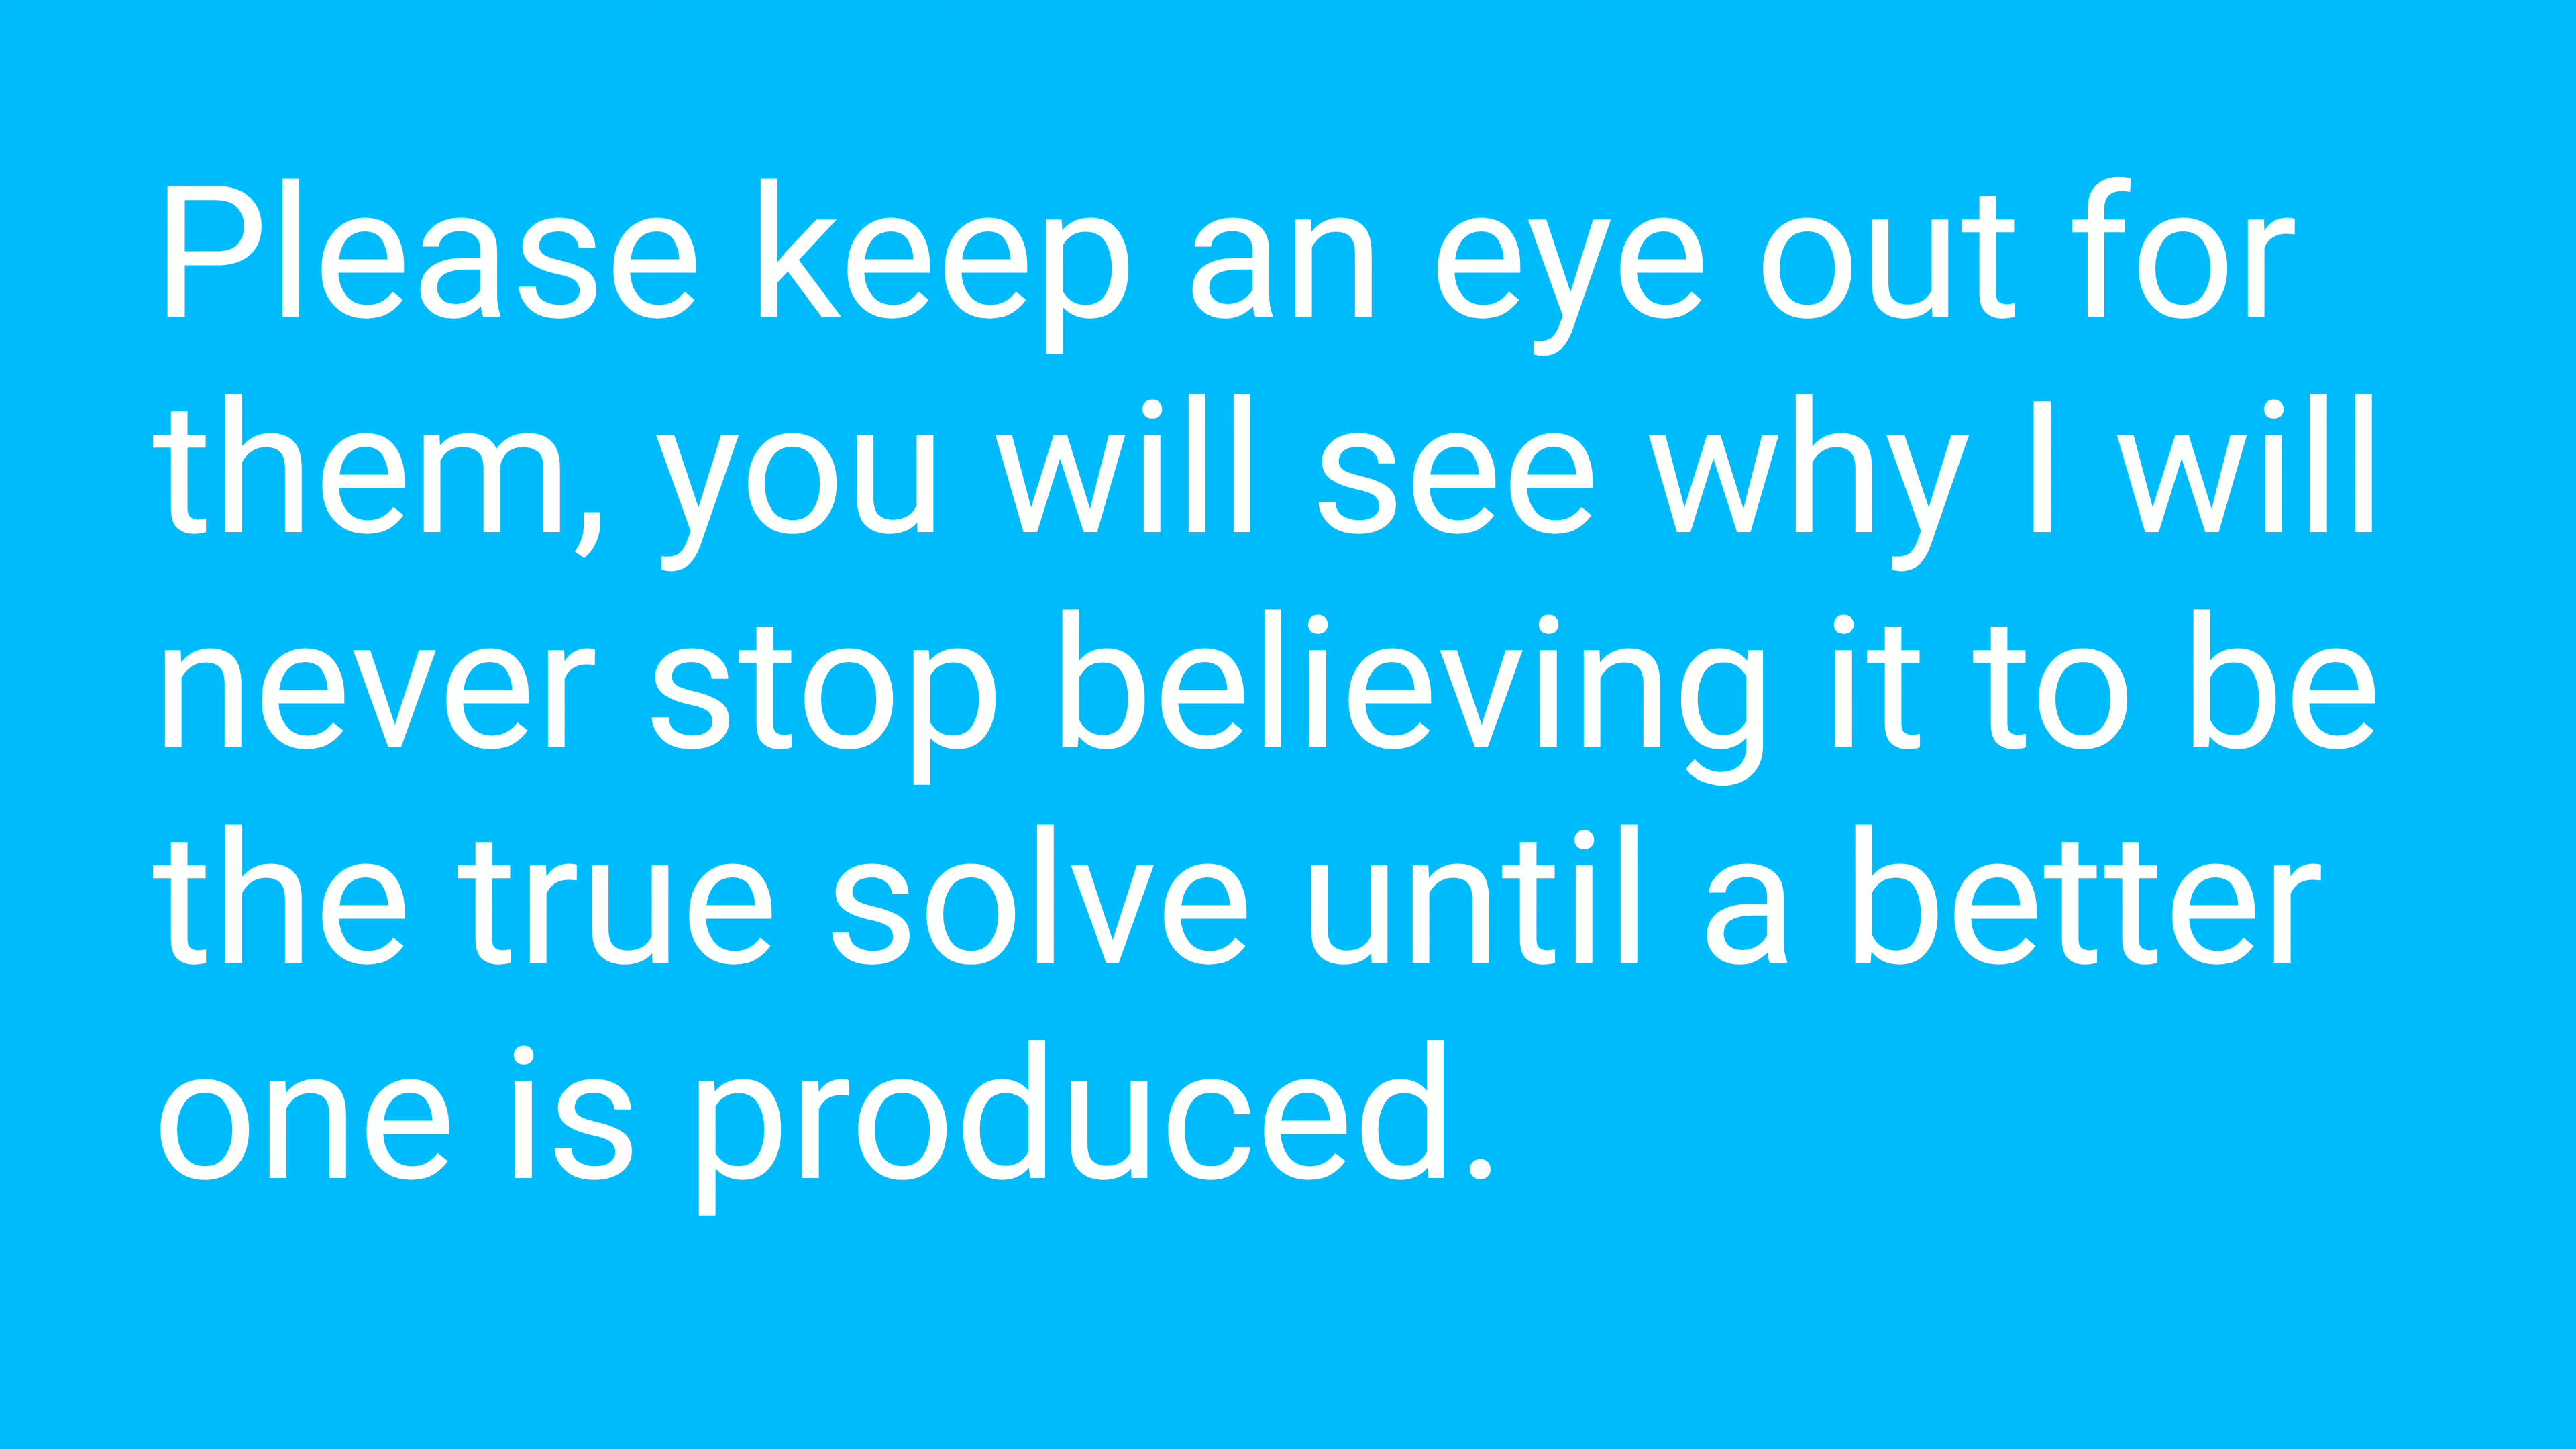 Please keep an eye out for
them, you will see why I will
never stop believing it to be
the true solve until a better
one is produced.